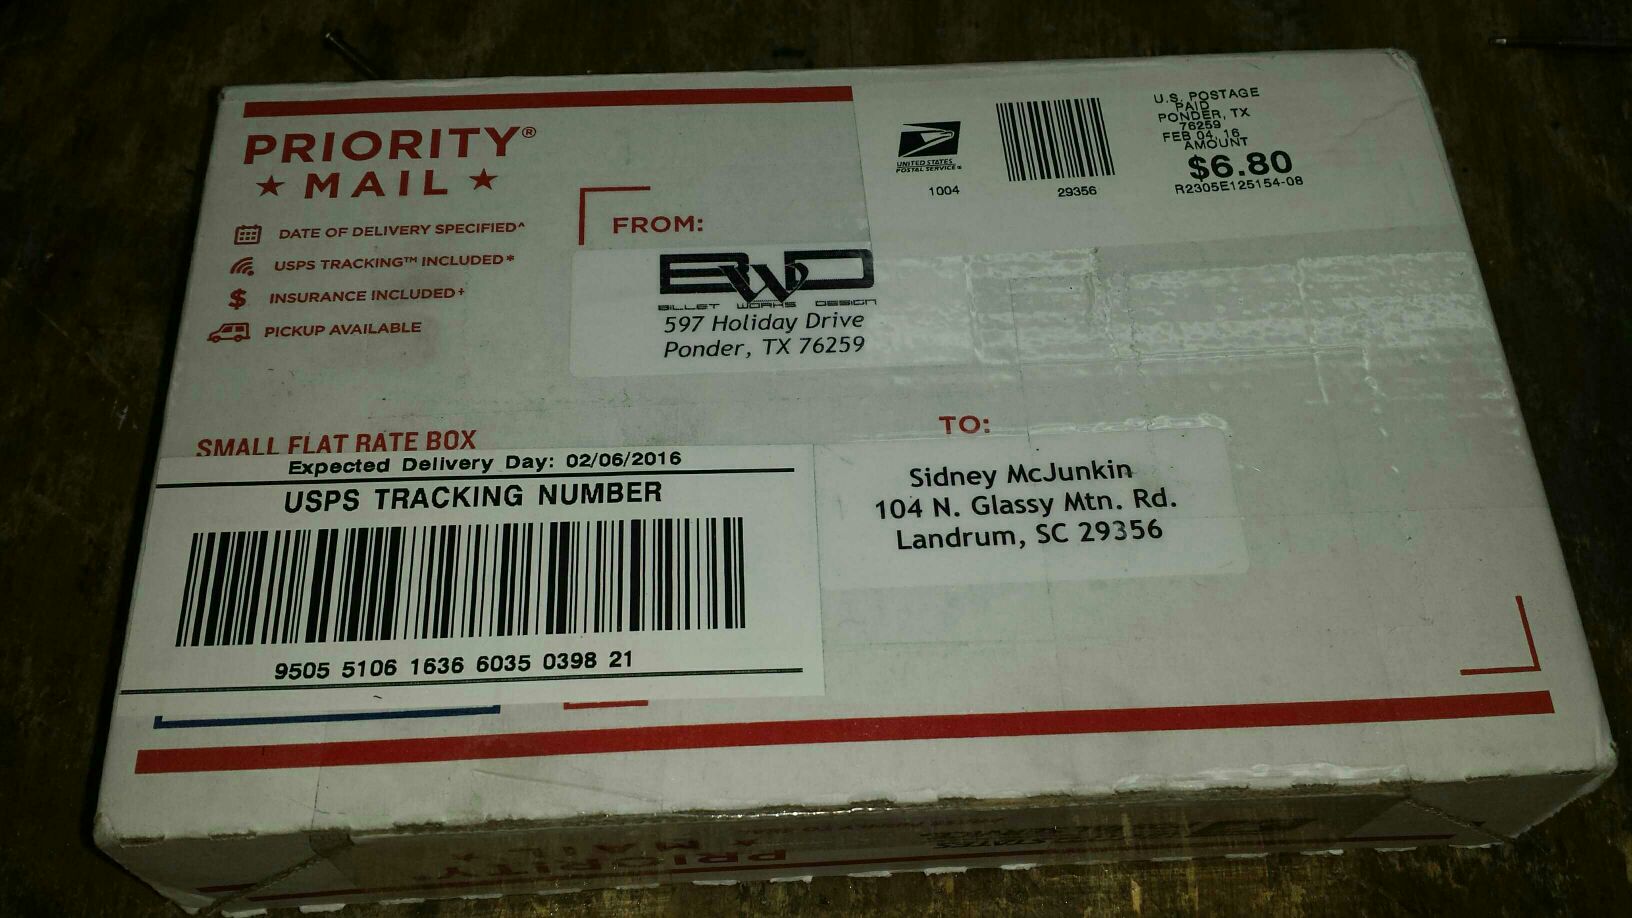 PRIORITY®
★ MAIL ★
DATE OF DELIVERY SPECIFIED^
USPS TRACKING™ INCLUDED*
INSURANCE INCLUDED+
$
PICKUP AVAILABLE
UNITED STATES
POSTAL SERVICE®
1004
29356
U.S. POSTAGE
PAID
PONDER, TX
76259
FEB 04, 16
AMOUNT
$6.80
R2305E125154-08
FROM:
BWD
BILLET WORKS DESIGN
597 Holiday Drive
Ponder, TX 76259
TO:
Sidney McJunkin
104 N. Glassy Mtn. Rd.
Landrum, SC 29356
SMALL FLAT RATE BOX
Expected Delivery Day: 02/06/2016
USPS TRACKING NUMBER
9505 5106 1636 6035 0398 21
PRIORITY
★ MAIL ★